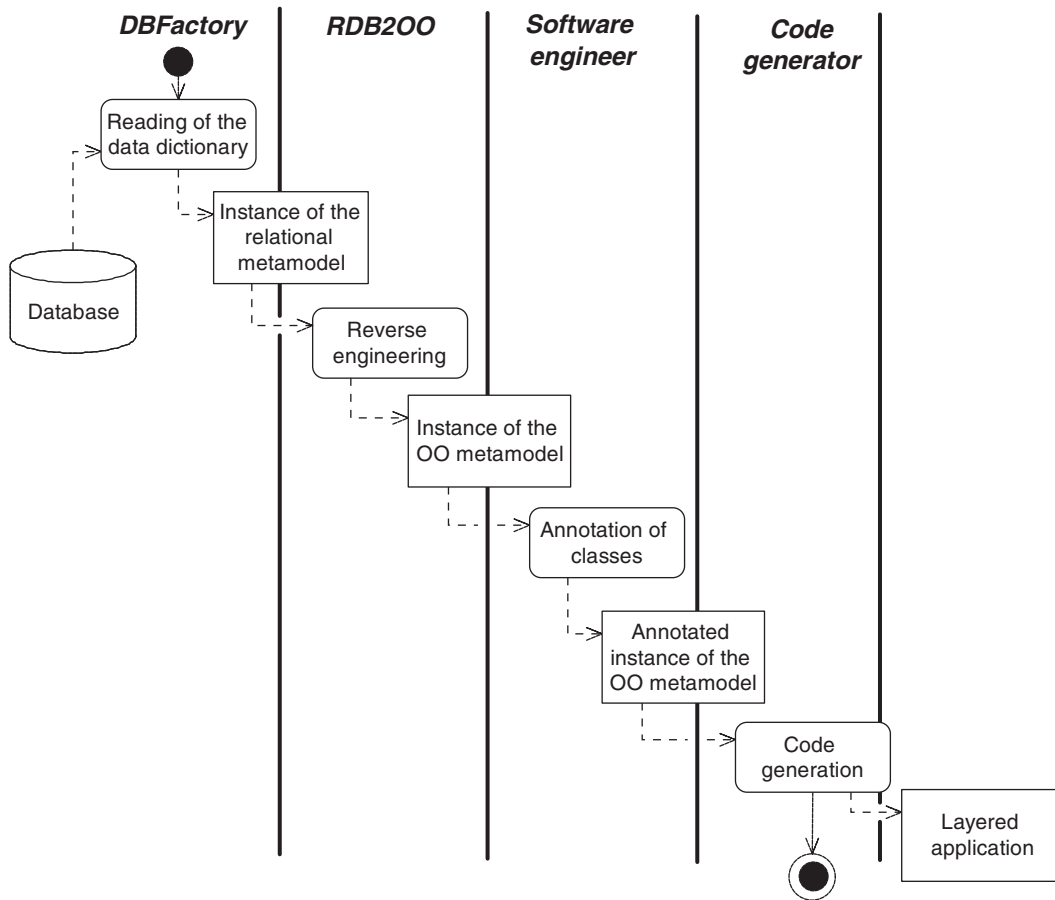 DBFactory
RDB2OO
Software
engineer
Code
generator
Reading of the
data dictionary
Instance of the
relational
metamodel
Database
Reverse
engineering
Instance of the
OO metamodel
Annotation of
classes
Annotated
instance of the
OO metamodel
Code
generation
Layered
application